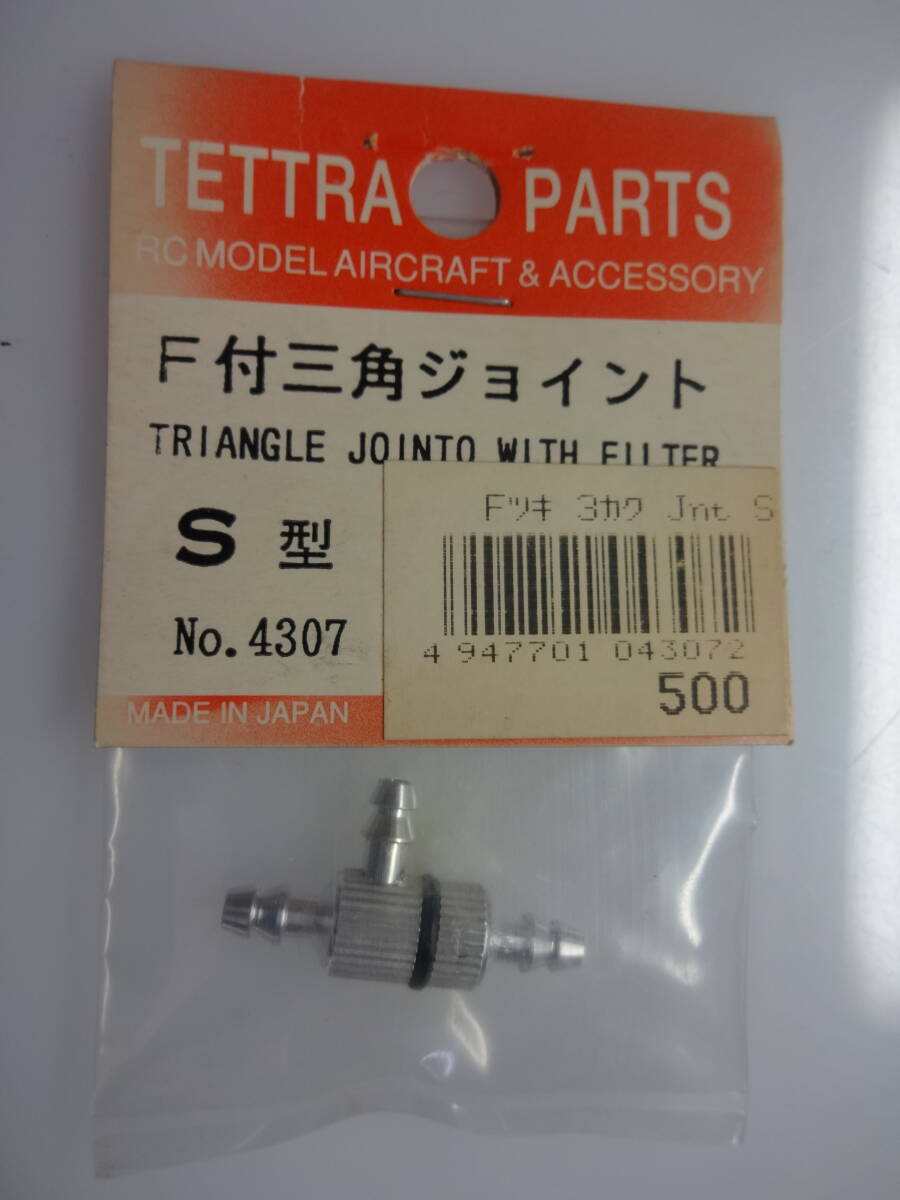 TETTRA PARTS
RC MODEL AIRCRAFT & ACCESSORY
F付三角ジョイント
TRIANGLE JOINTO WITH FILTER
S 型
No.4307
MADE IN JAPAN
Fツキ 3カク Jnt S
4 947701 043072
500